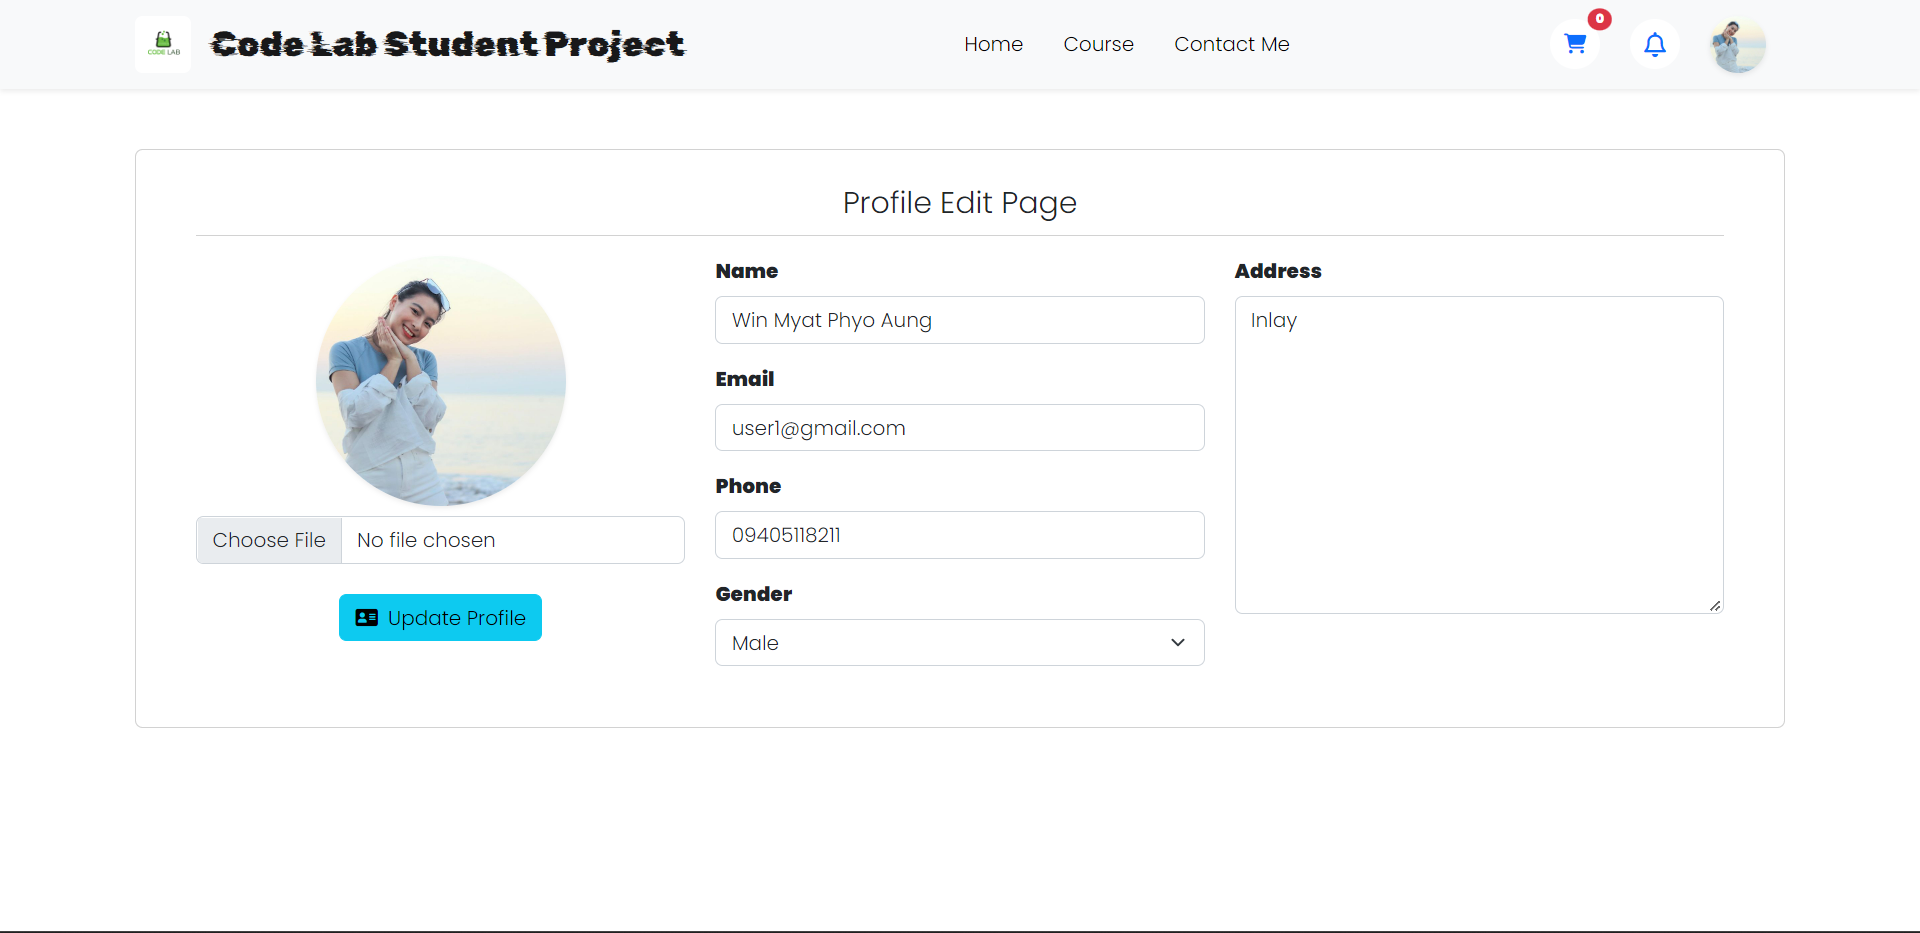 CODE LAB
Code Lab Student Project
Home
Course
Contact Me
0
Profile Edit Page
Choose File
No file chosen
Update Profile
Name
Win Myat Phyo Aung
Email
user1@gmail.com
Phone
09405118211
Gender
Male
Address
Inlay